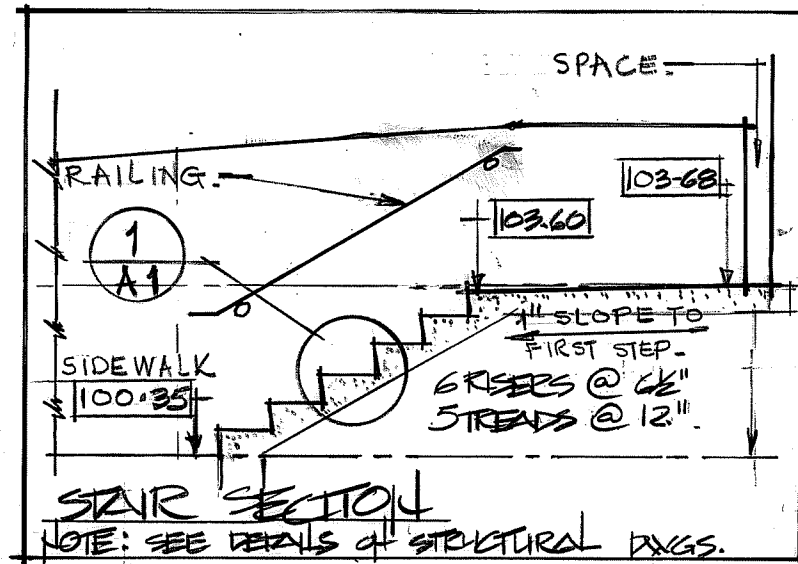 SPACE.
RAILING.
103-68
103.60
1
A1
1" SLOPE TO
FIRST STEP.
SIDEWALK
100.35
6 RISERS @ 6½"
5 TREADS @ 12".
STAIR SECTION
NOTE: SEE DETAILS ON STRUCTURAL DWGS.